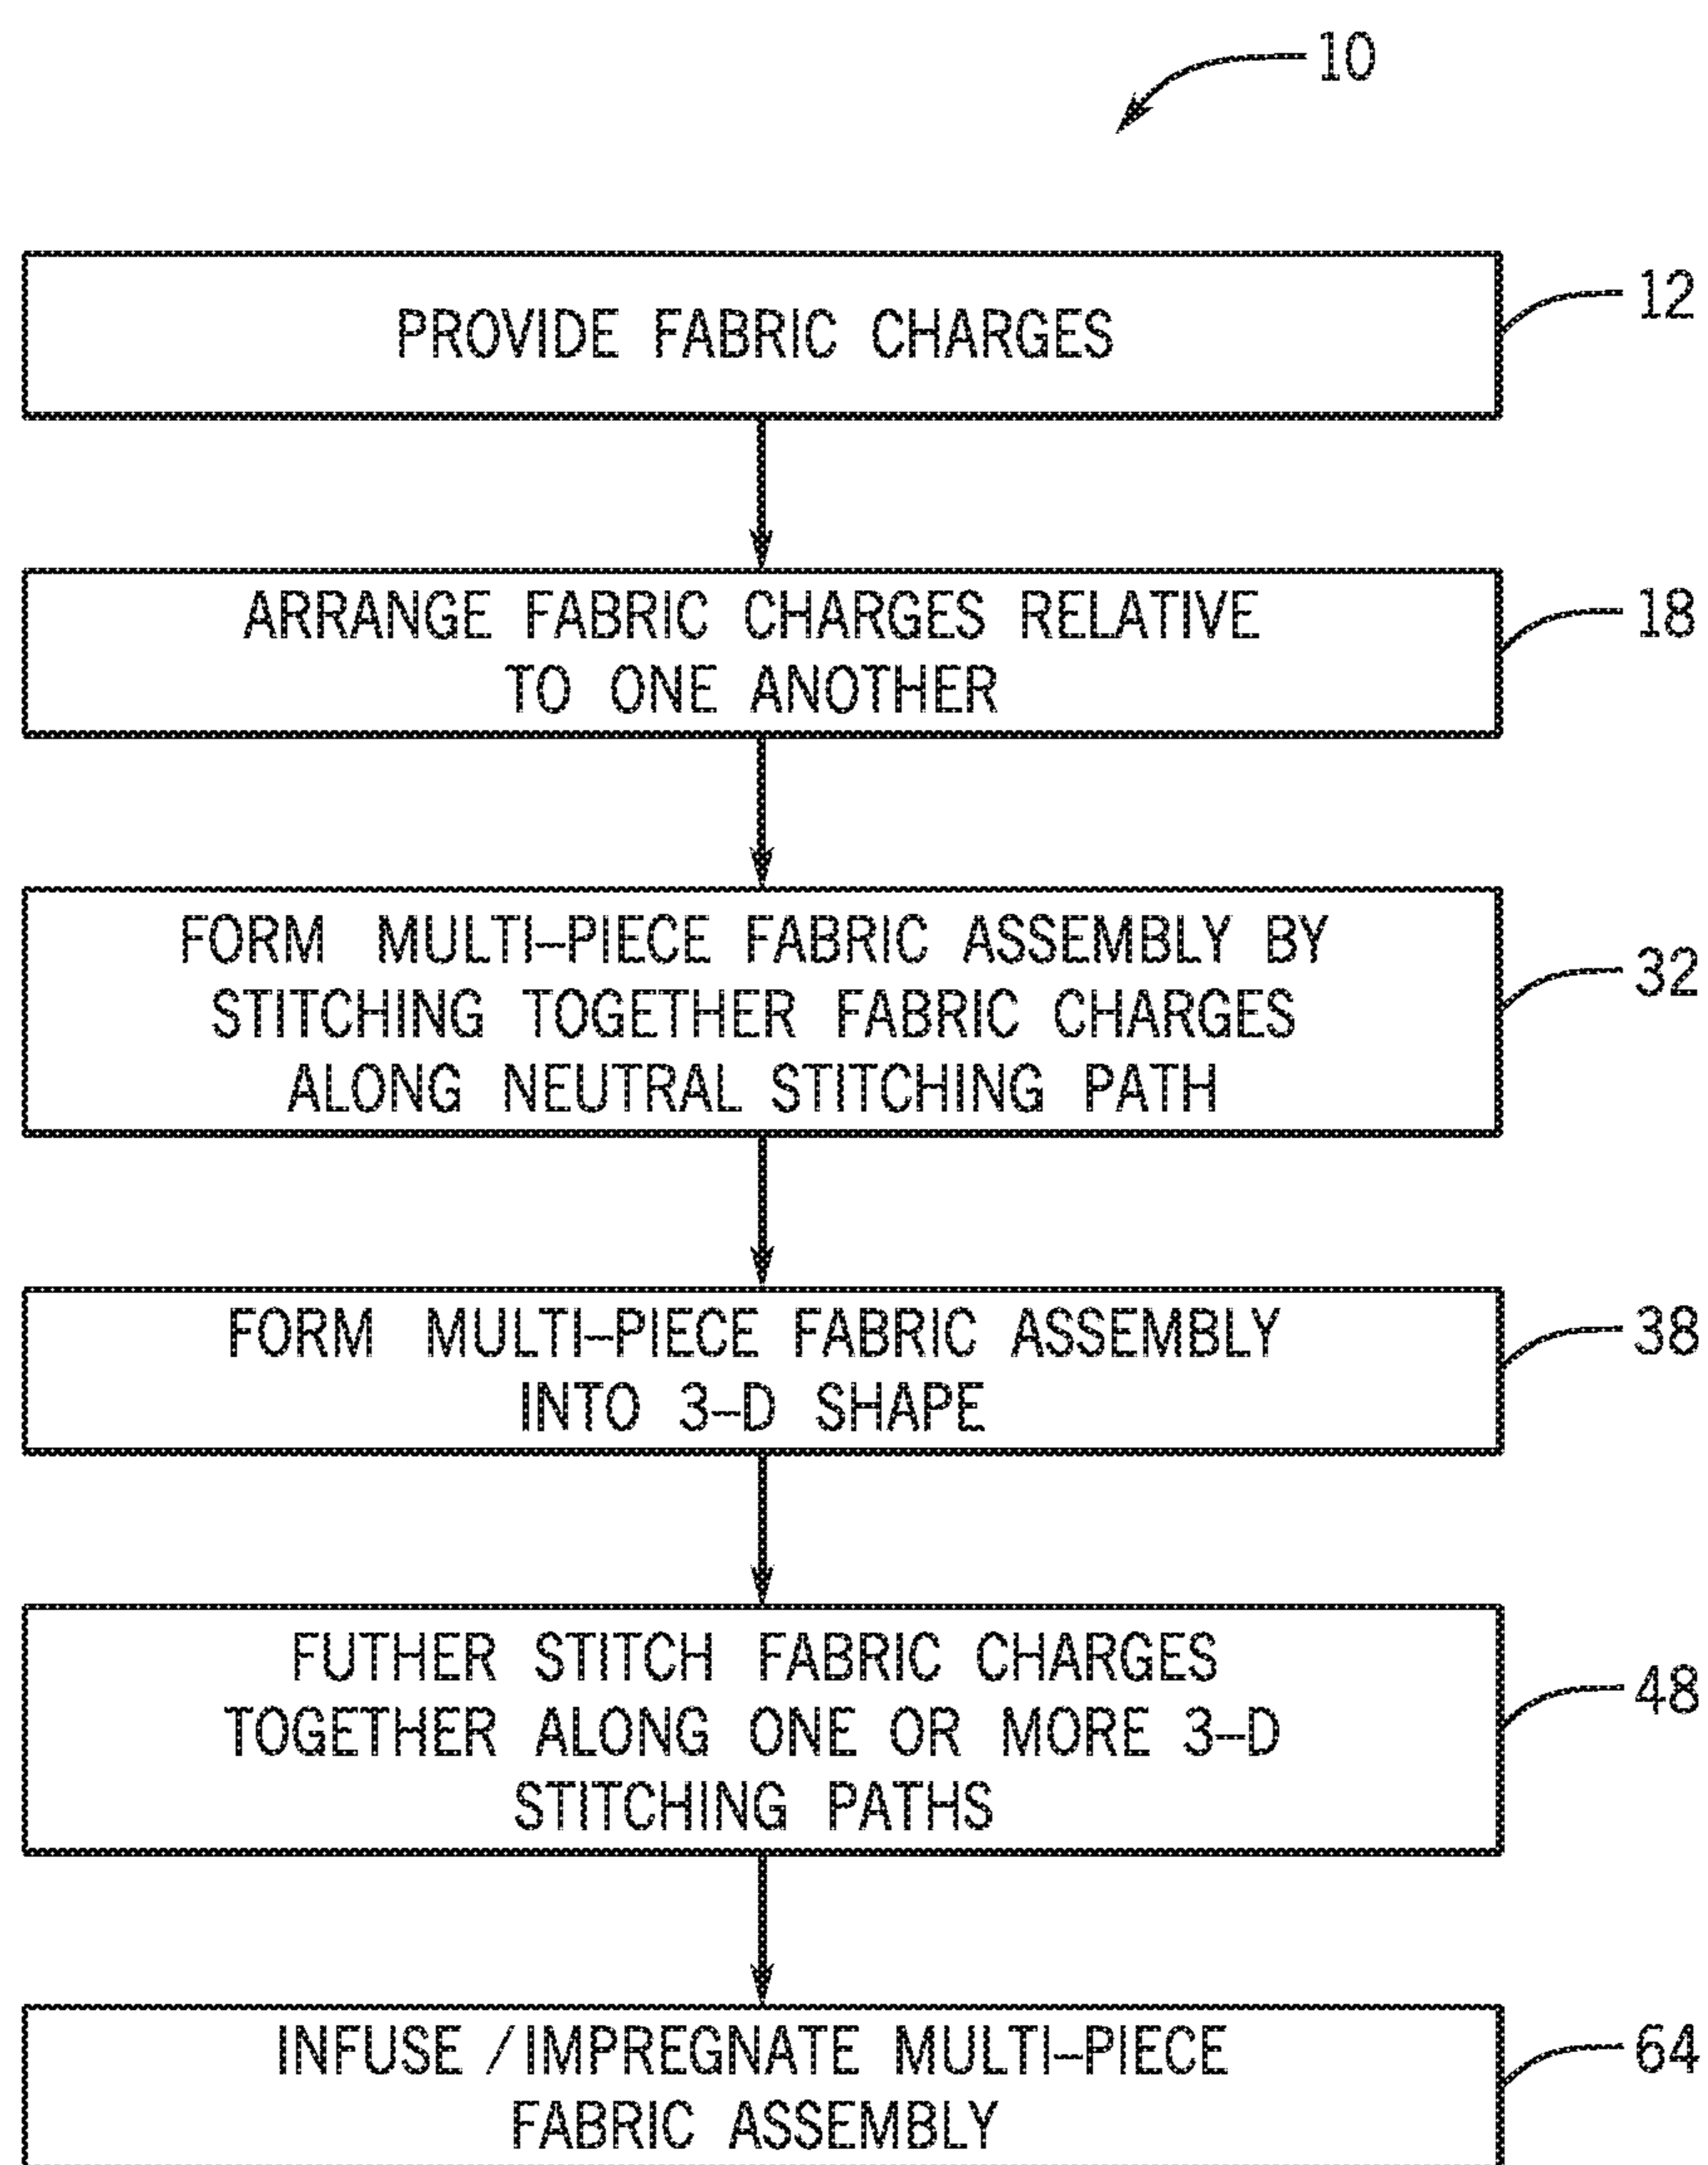 10
PROVIDE FABRIC CHARGES
12
ARRANGE FABRIC CHARGES RELATIVE
TO ONE ANOTHER
18
FORM MULTI-PIECE FABRIC ASSEMBLY BY
STITCHING TOGETHER FABRIC CHARGES
ALONG NEUTRAL STITCHING PATH
32
FORM MULTI-PIECE FABRIC ASSEMBLY
INTO 3-D SHAPE
38
FUTHER STITCH FABRIC CHARGES
TOGETHER ALONG ONE OR MORE 3-D
STITCHING PATHS
48
INFUSE / IMPREGNATE MULTI-PIECE
FABRIC ASSEMBLY
64